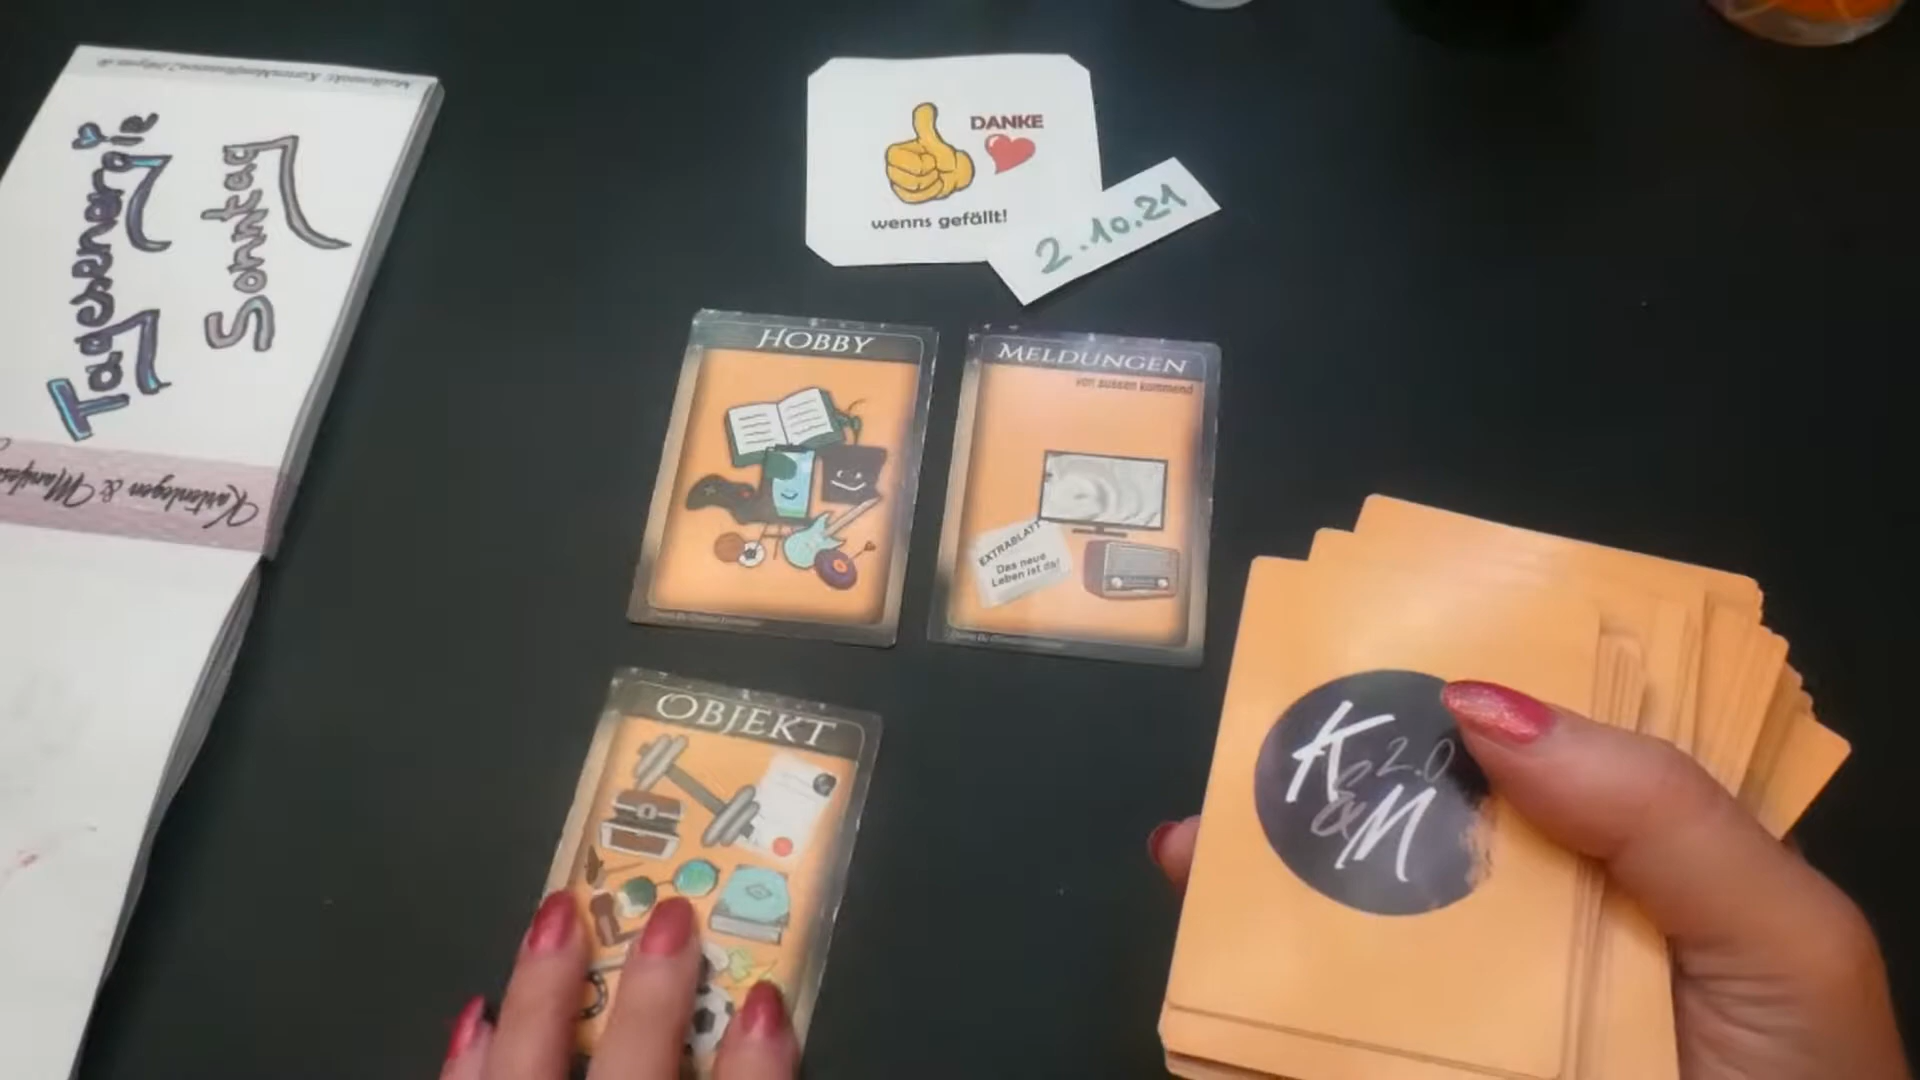 Tagesenergie
Sonntag
Kartenlegen &
DANKE
wenns gefällt!
2.10.21
HOBBY
MELDUNGEN
von aussen kommend
EXTRABLATT
Das neue
Leben ist da!
OBJEKT
K 2.0
&M